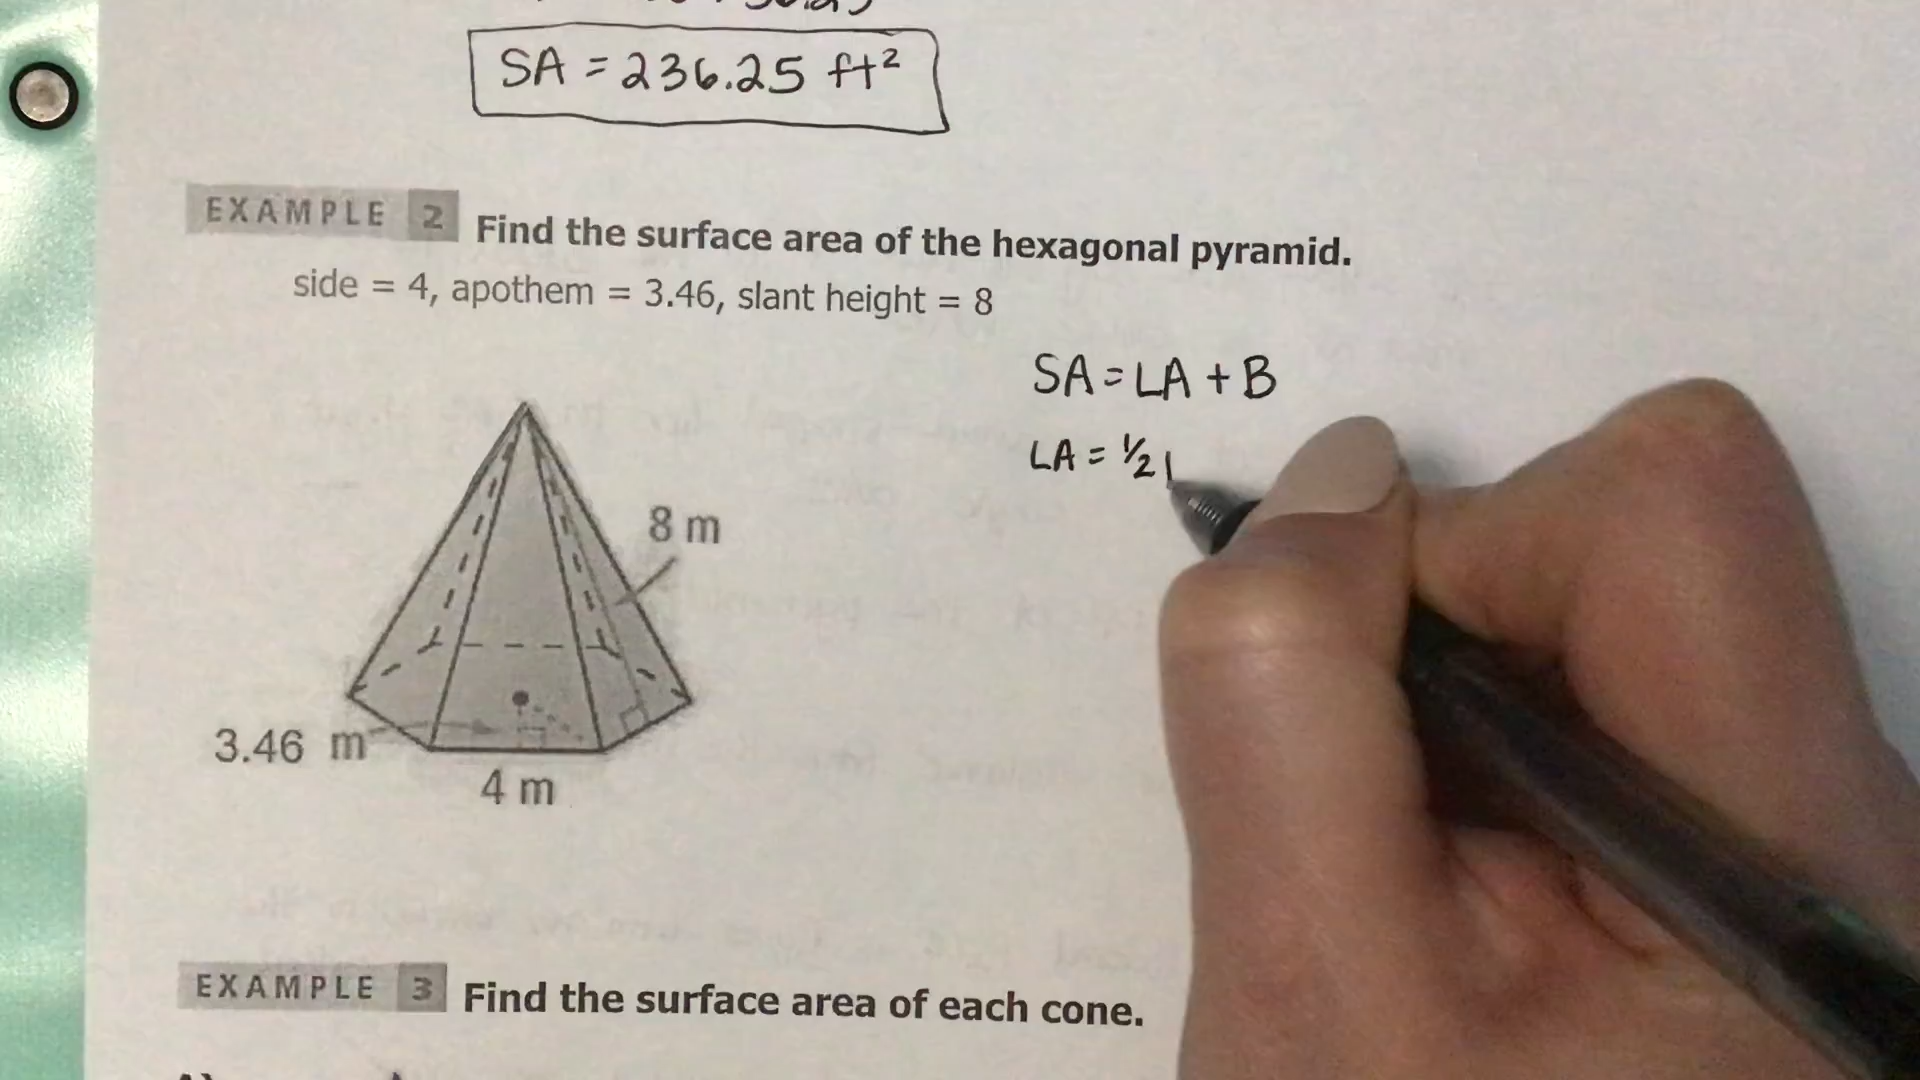 SA = 236.25 ft²
EXAMPLE 2 Find the surface area of the hexagonal pyramid.
side = 4, apothem = 3.46, slant height = 8
SA = LA + B
LA = ½
8 m
3.46 m
4 m
EXAMPLE 3 Find the surface area of each cone.